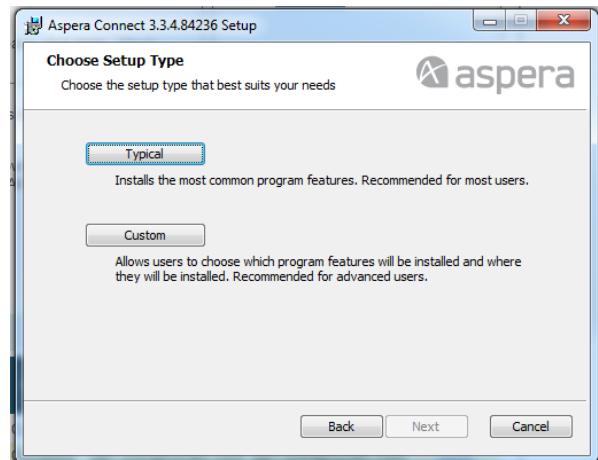 Aspera Connect 3.3.4.84236 Setup
Choose Setup Type
Choose the setup type that best suits your needs
aspera
Typical
Installs the most common program features. Recommended for most users.
Custom
Allows users to choose which program features will be installed and where
they will be installed. Recommended for advanced users.
Back Next Cancel